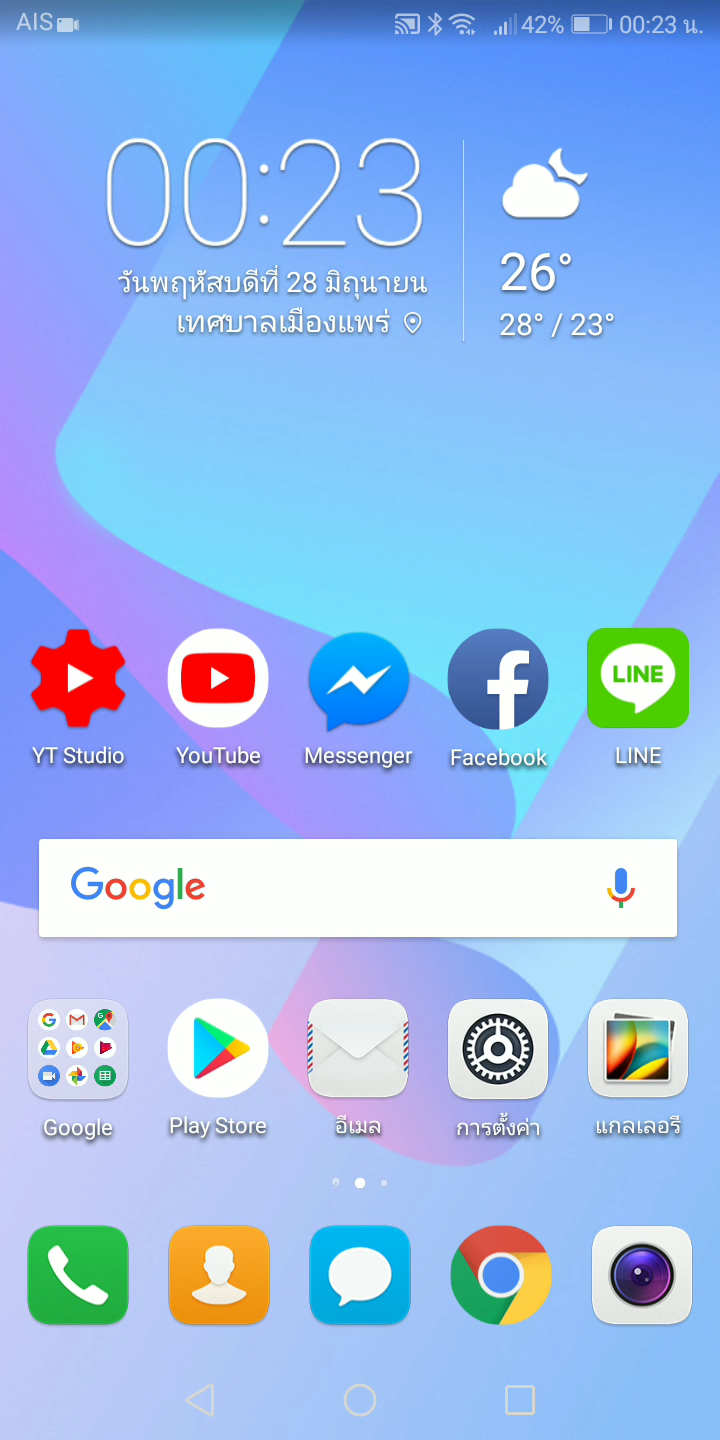 AIS 42% 00:23 น.
00:23
วันพฤหัสบดีที่ 28 มิถุนายน
เทศบาลเมืองแพร่
26°
28° / 23°
LINE
YT Studio YouTube Messenger Facebook LINE
Google
Google Play Store อีเมล การตั้งค่า แกลเลอรี